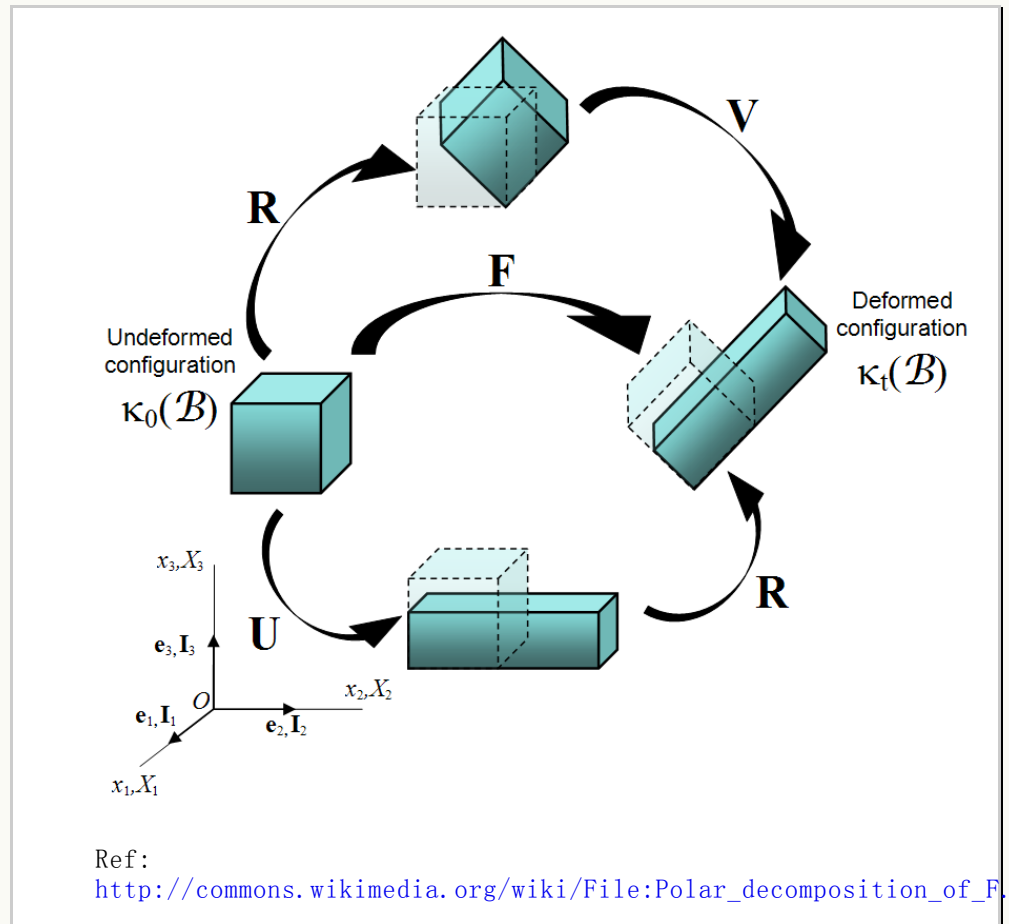 V
R
F
Undeformed
configuration
κ₀(ℬ)
Deformed
configuration
κₜ(ℬ)
x₃,X₃
U
R
e₃,I₃
x₂,X₂
O
e₁,I₁
e₂,I₂
x₁,X₁
Ref:
http://commons.wikimedia.org/wiki/File:Polar_decomposition_of_F.